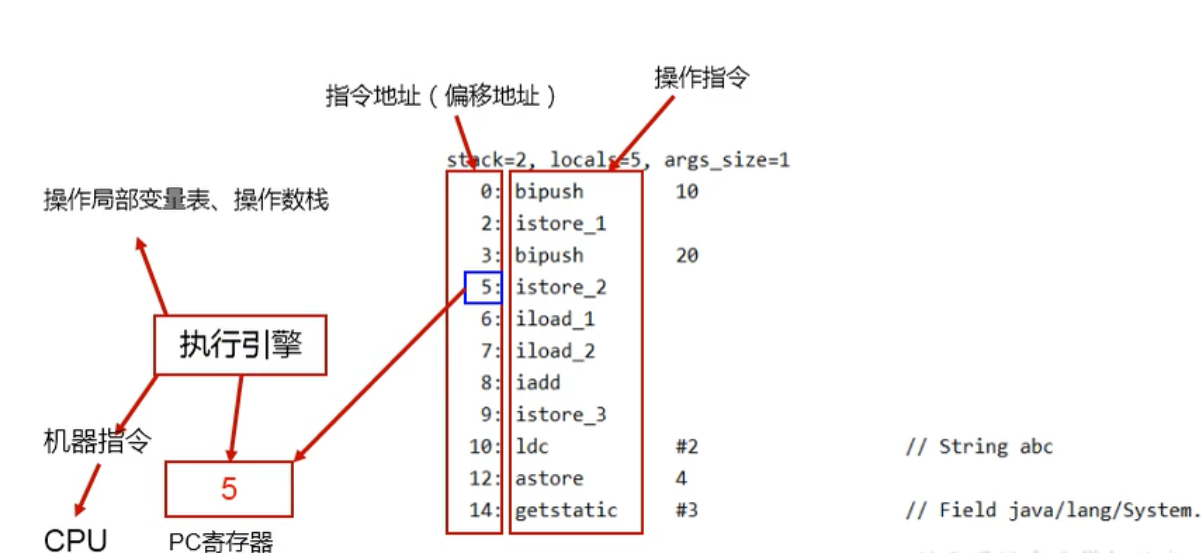 操作指令
指令地址（偏移地址）
stack=2, locals=5, args_size=1
操作局部变量表、操作数栈
0: bipush 10
2: istore_1
3: bipush 20
5: istore_2
6: iload_1
执行引擎
7: iload_2
8: iadd
9: istore_3
机器指令
10: ldc #2 // String abc
12: astore 4
5
14: getstatic #3 // Field java/lang/System.
CPU
PC寄存器